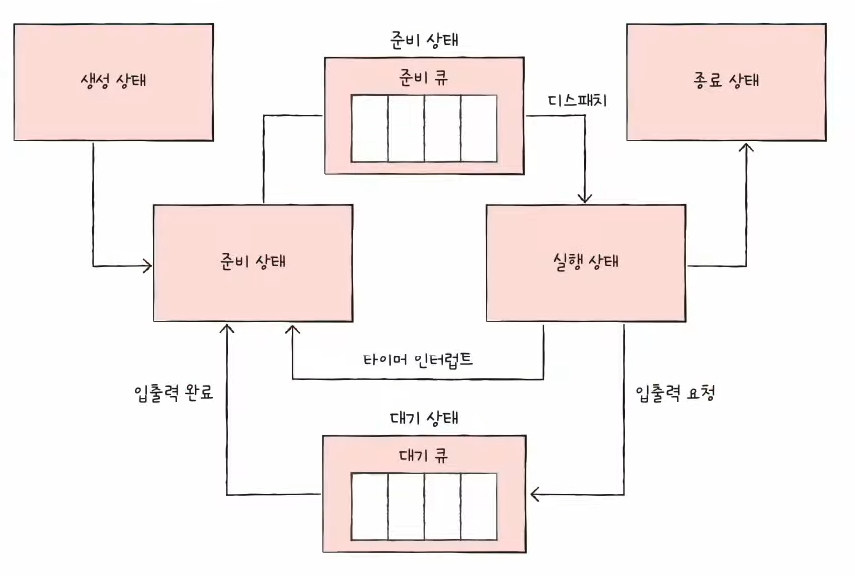 준비 상태
생성 상태
준비 큐
종료 상태
디스패치
준비 상태
실행 상태
타이머 인터럽트
입출력 완료
입출력 요청
대기 상태
대기 큐